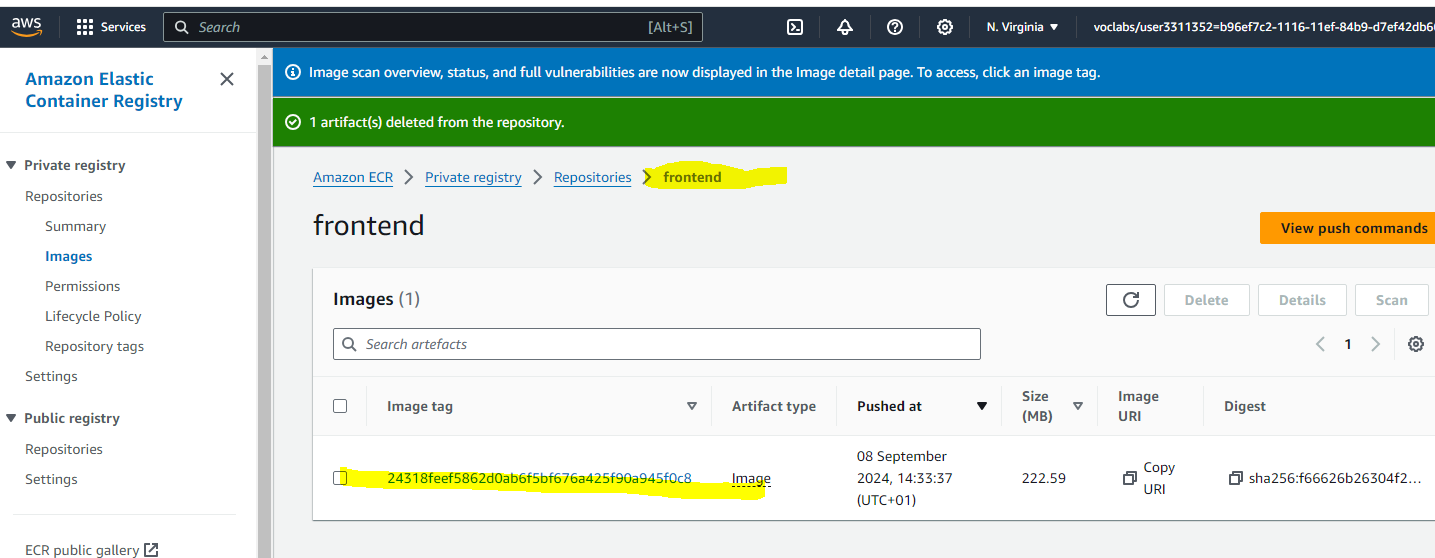 aws Services Search [Alt+S] N. Virginia voclabs/user3311352=b96ef7c2-1116-11ef-84b9-d7ef42db6
Amazon Elastic
Container Registry
Private registry
Repositories
Summary
Images
Permissions
Lifecycle Policy
Repository tags
Settings
Public registry
Repositories
Settings
ECR public gallery
Image scan overview, status, and full vulnerabilities are now displayed in the Image detail page. To access, click an image tag.
1 artifact(s) deleted from the repository.
Amazon ECR Private registry Repositories frontend
frontend
View push commands
Images (1)
Delete Details Scan
Search artefacts
1
Image tag Artifact type Pushed at Size (MB) Image URI Digest
24318feef5862d0ab6f5bf676a425f90a945f0c8 Image 08 September 2024, 14:33:37 (UTC+01) 222.59 Copy URI sha256:f66626b26304f2...